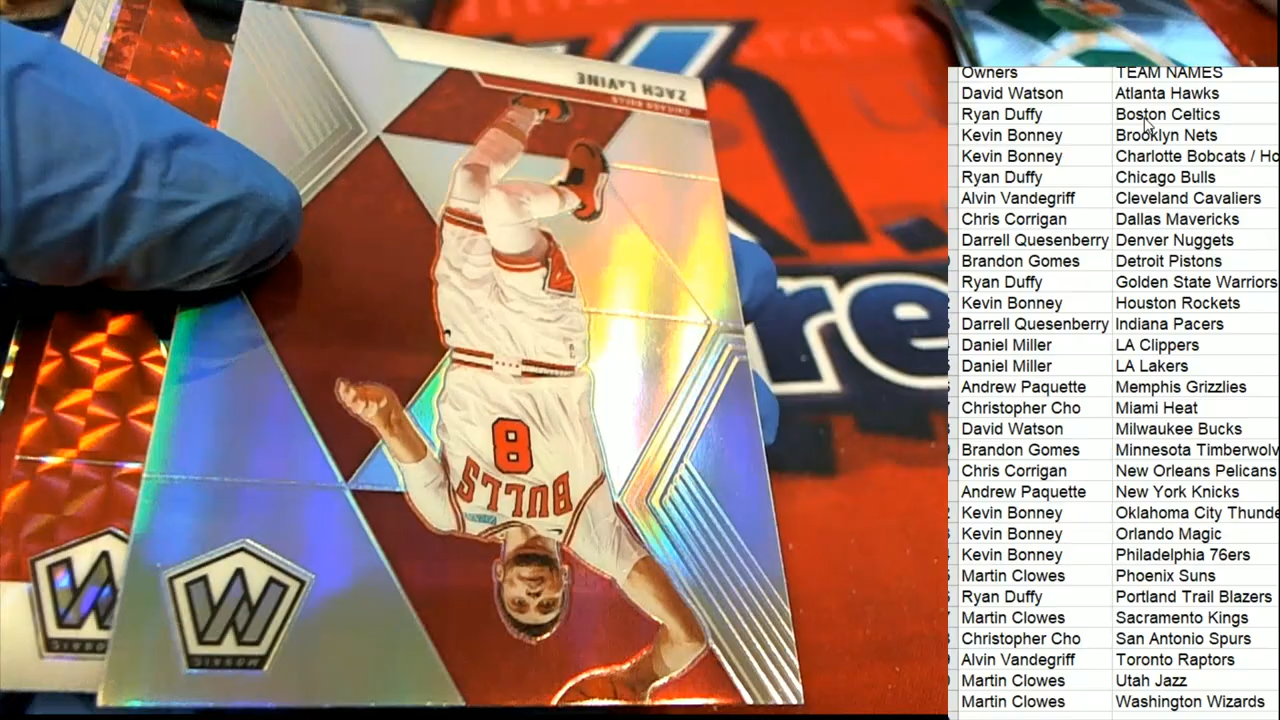 ZACH LaVINE
CHICAGO BULLS
8
BULLS
MOSAIC
MOSAIC
re
Owners TEAM NAMES
David Watson Atlanta Hawks
Ryan Duffy Boston Celtics
Kevin Bonney Brooklyn Nets
Kevin Bonney Charlotte Bobcats / Ho
Ryan Duffy Chicago Bulls
Alvin Vandegriff Cleveland Cavaliers
Chris Corrigan Dallas Mavericks
Darrell Quesenberry Denver Nuggets
Brandon Gomes Detroit Pistons
Ryan Duffy Golden State Warriors
Kevin Bonney Houston Rockets
Darrell Quesenberry Indiana Pacers
Daniel Miller LA Clippers
Daniel Miller LA Lakers
Andrew Paquette Memphis Grizzlies
Christopher Cho Miami Heat
David Watson Milwaukee Bucks
Brandon Gomes Minnesota Timberwolv
Chris Corrigan New Orleans Pelicans
Andrew Paquette New York Knicks
Kevin Bonney Oklahoma City Thunde
Kevin Bonney Orlando Magic
Kevin Bonney Philadelphia 76ers
Martin Clowes Phoenix Suns
Ryan Duffy Portland Trail Blazers
Martin Clowes Sacramento Kings
Christopher Cho San Antonio Spurs
Alvin Vandegriff Toronto Raptors
Martin Clowes Utah Jazz
Martin Clowes Washington Wizards